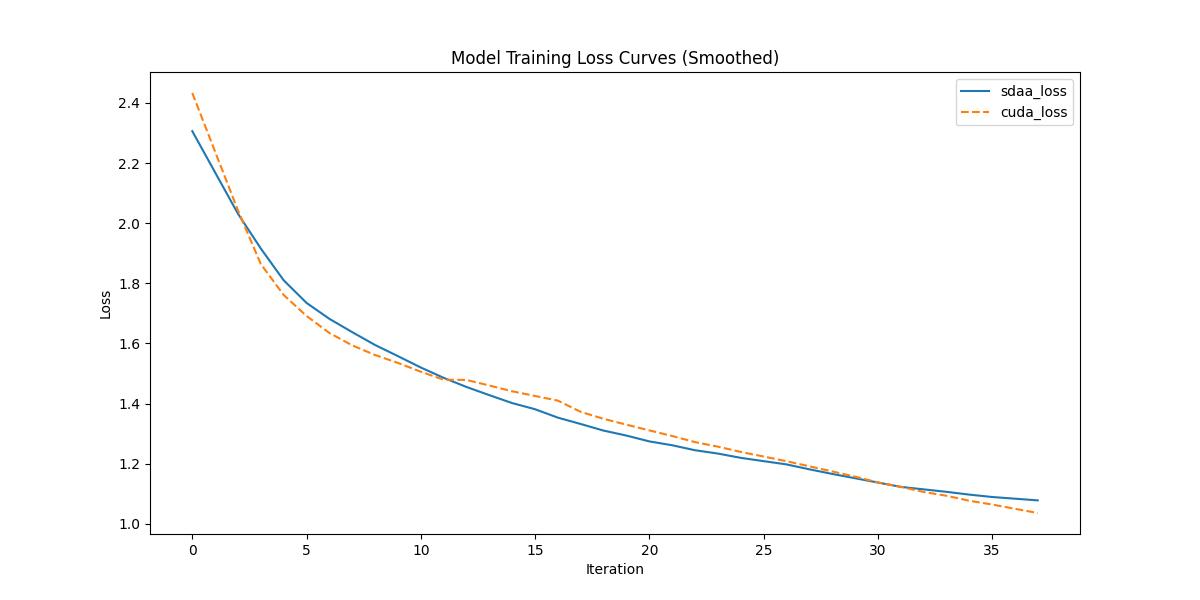 Model Training Loss Curves (Smoothed)
sdaa_loss
cuda_loss
Loss
2.4
2.2
2.0
1.8
1.6
1.4
1.2
1.0
0 5 10 15 20 25 30 35
Iteration